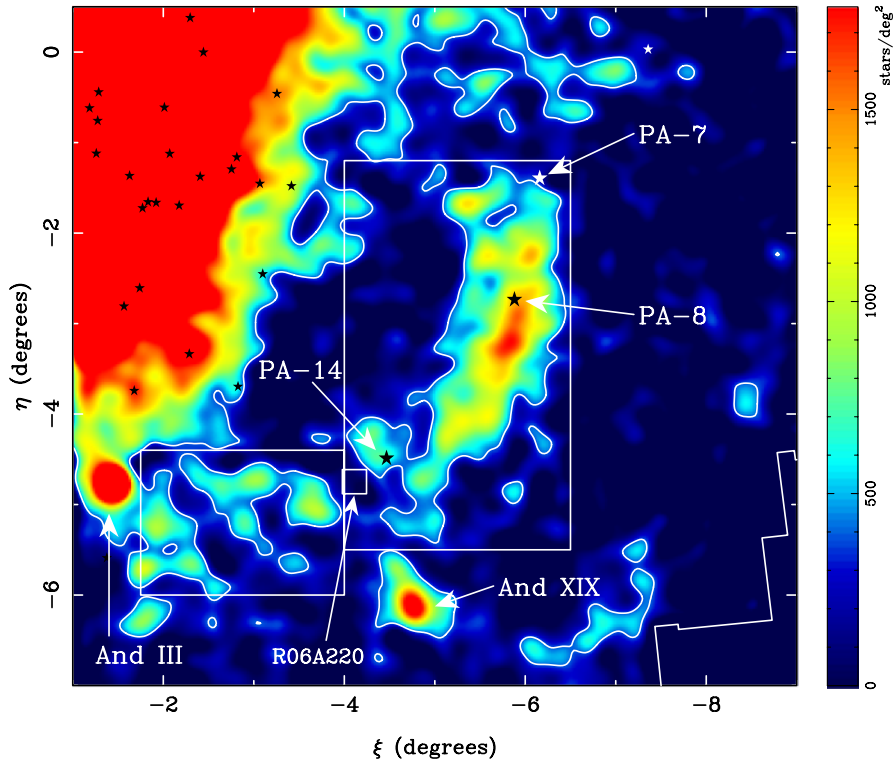 stars/deg²
0
1500
PA−7
−2
η (degrees)
1000
PA−8
PA−14
−4
500
−6
And XIX
And III
R06A220
0
−2
−4
−6
−8
ξ (degrees)